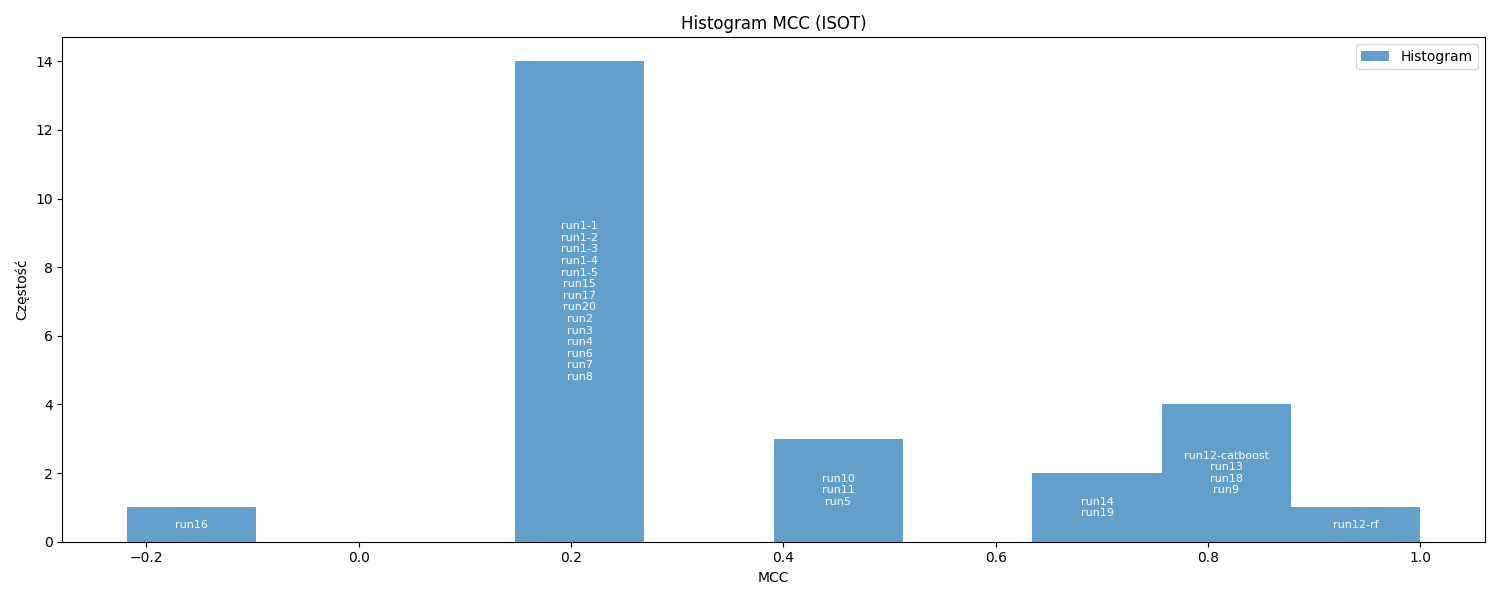 Histogram MCC (ISOT)
Histogram
Częstość
14
12
10
8
6
4
2
0
run16
run1-1
run1-2
run1-3
run1-4
run1-5
run15
run17
run20
run2
run3
run4
run6
run7
run8
run10
run11
run5
run14
run19
run12-catboost
run13
run18
run9
run12-rf
−0.2
0.0
0.2
0.4
0.6
0.8
1.0
MCC